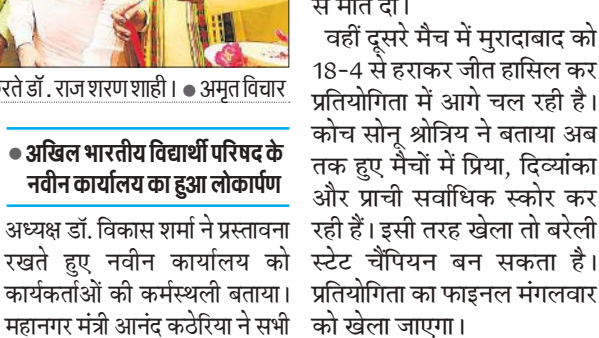 रते डॉ. राज शरण शाही। ● अमृत विचार
● अखिल भारतीय विद्यार्थी परिषद के
नवीन कार्यालय का हुआ लोकार्पण
अध्यक्ष डॉ. विकास शर्मा ने प्रस्तावना
रखते हुए नवीन कार्यालय को
कार्यकर्ताओं की कर्मस्थली बताया।
महानगर मंत्री आनंद कठेरिया ने सभी
से मात दी।
वहीं दूसरे मैच में मुरादाबाद को
18-4 से हराकर जीत हासिल कर
प्रतियोगिता में आगे चल रही है।
कोच सोनू श्रोत्रिय ने बताया अब
तक हुए मैचों में प्रिया, दिव्यांका
और प्राची सर्वाधिक स्कोर कर
रही हैं। इसी तरह खेला तो बरेली
स्टेट चैंपियन बन सकता है।
प्रतियोगिता का फाइनल मंगलवार
को खेला जाएगा।